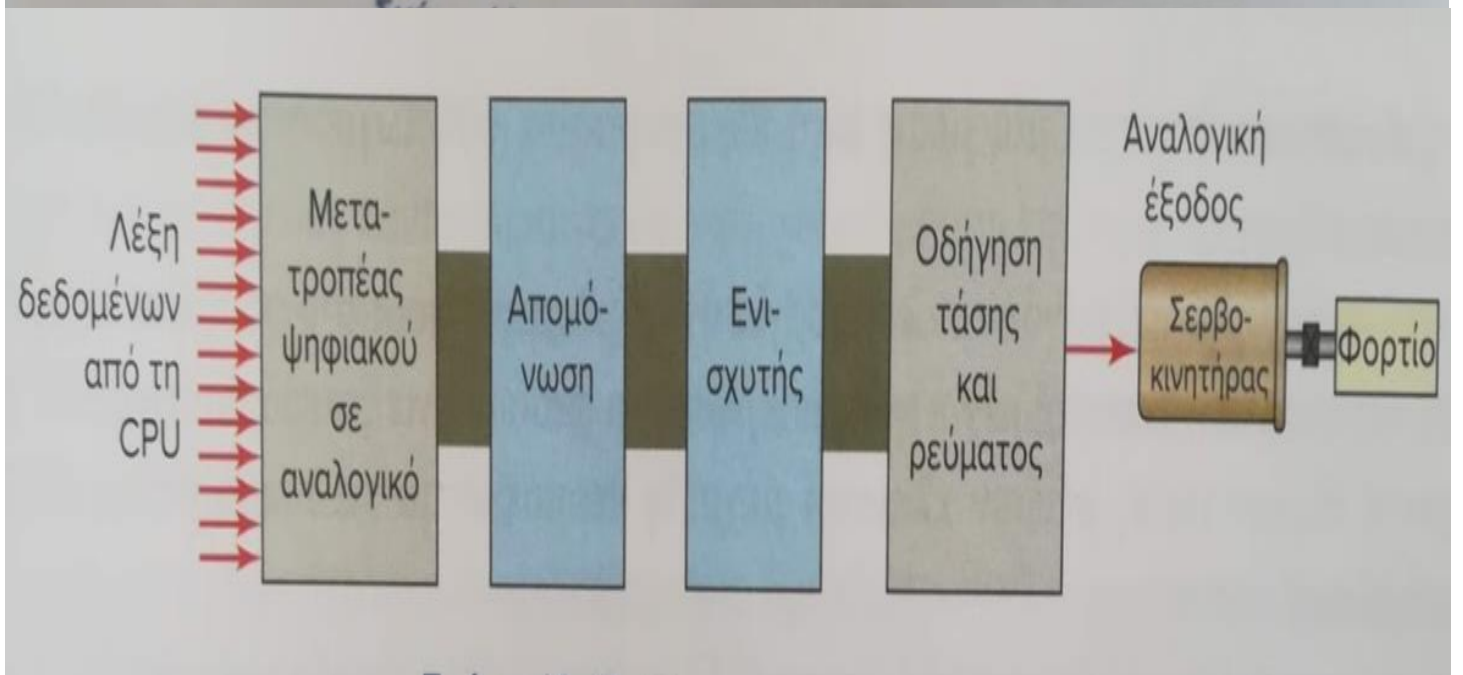 Λέξη
δεδομένων
από τη
CPU
Μετα-
τροπέας
ψηφιακού
σε
αναλογικό
Απομό-
νωση
Ενι-
σχυτής
Οδήγηση
τάσης
και
ρεύματος
Αναλογική
έξοδος
Σερβο-
κινητήρας
Φορτίο